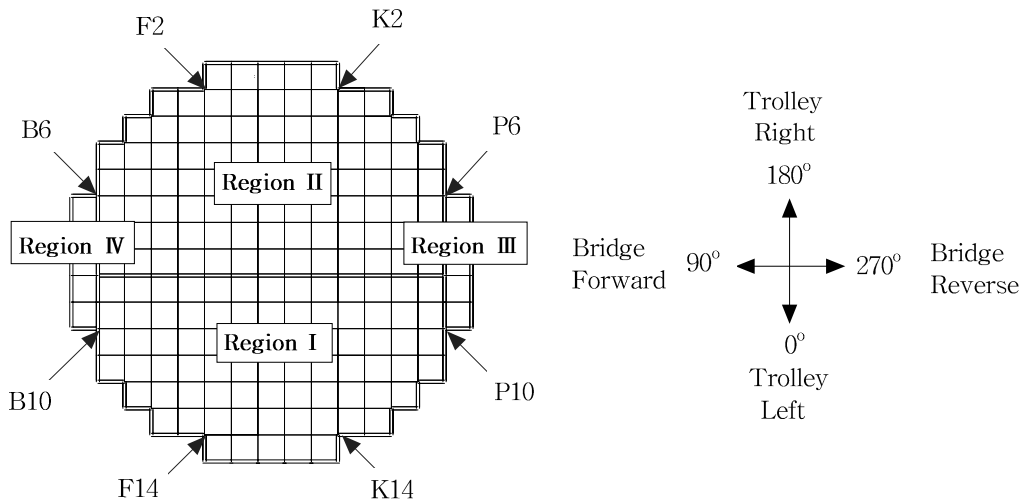 F2
K2
B6
P6
Region Ⅱ
Region Ⅳ
Region Ⅲ
Region Ⅰ
B10
P10
F14
K14
Trolley
Right
180°
Bridge
Forward
90°
270°
Bridge
Reverse
0°
Trolley
Left